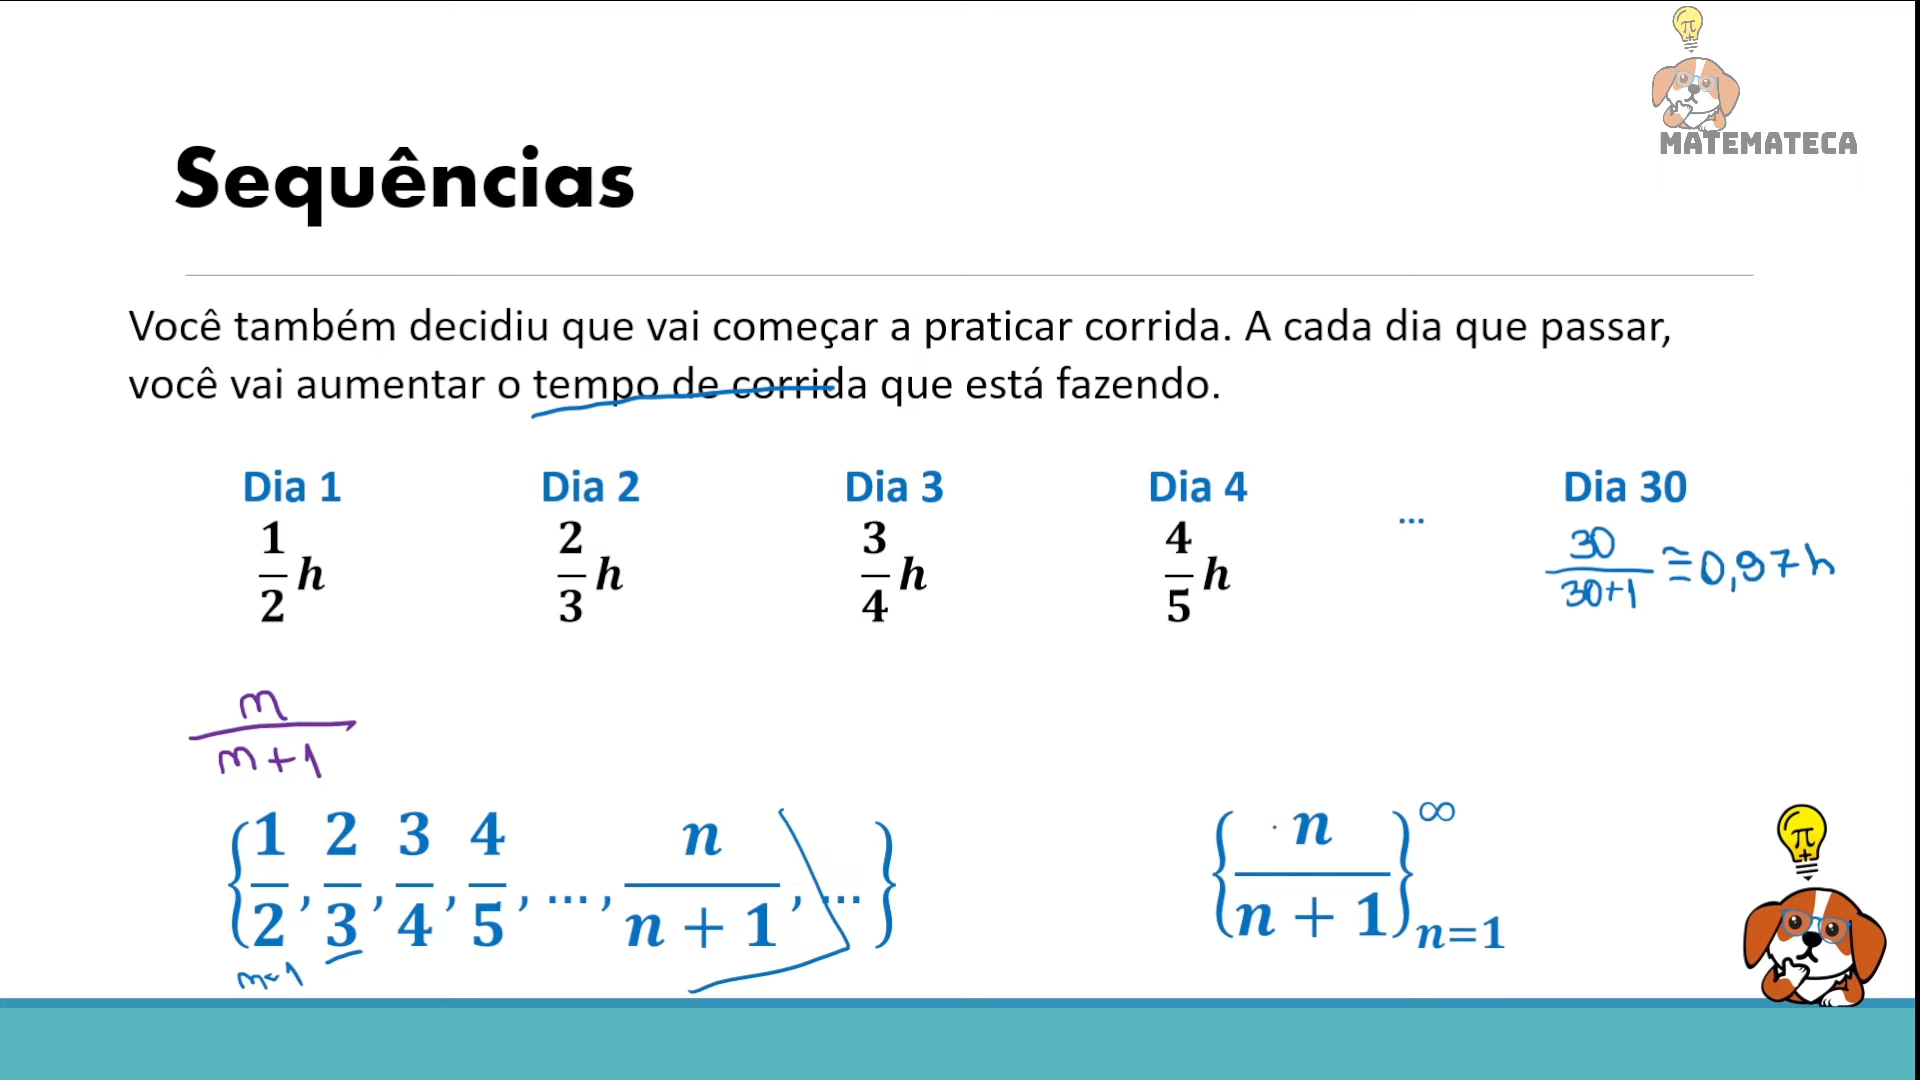 π
MATEMATECA
Sequências
Você também decidiu que vai começar a praticar corrida. A cada dia que passar,
você vai aumentar o tempo de corrida que está fazendo.
Dia 1 Dia 2 Dia 3 Dia 4 ... Dia 30
1/2 h 2/3 h 3/4 h 4/5 h 30/(30+1) ≅ 0,97h
n/(n+1)
{1/2, 2/3, 3/4, 4/5, ..., n/(n + 1), ...} {n/(n + 1)}∞ n=1
n=1
π